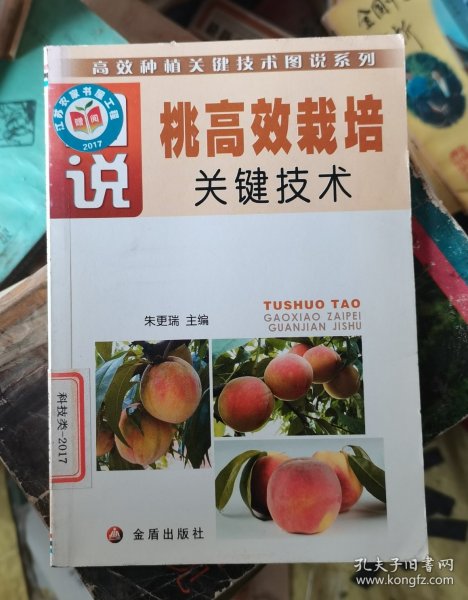 高效种植关键技术图说系列
江苏农家书屋工程
赠阅
2017
说
桃高效栽培
关键技术
朱更瑞 主编
TUSHUO TAO
GAOXIAO ZAIPEI
GUANJIAN JISHU
科技类-2017
金盾出版社
孔夫子旧书网
www.kongfz.com